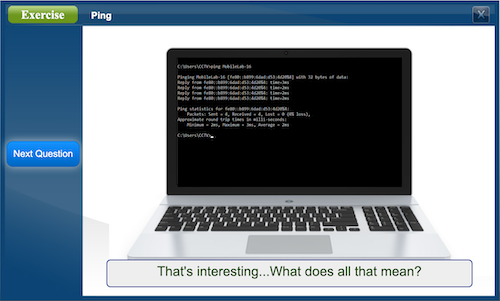 Exercise
Ping
X
C:\Users\CCTV>ping MobileLab-16
Pinging MobileLab-16 [fe80::b899:6dad:d53:4d20%8] with 32 bytes of data:
Reply from fe80::b899:6dad:d53:4d20%8: time=3ms
Reply from fe80::b899:6dad:d53:4d20%8: time=2ms
Reply from fe80::b899:6dad:d53:4d20%8: time=2ms
Reply from fe80::b899:6dad:d53:4d20%8: time=2ms
Ping statistics for fe80::b899:6dad:d53:4d20%8:
Packets: Sent = 4, Received = 4, Lost = 0 (0% loss),
Approximate round trip times in milli-seconds:
Minimum = 2ms, Maximum = 3ms, Average = 2ms
C:\Users\CCTV>
Next Question
That's interesting...What does all that mean?